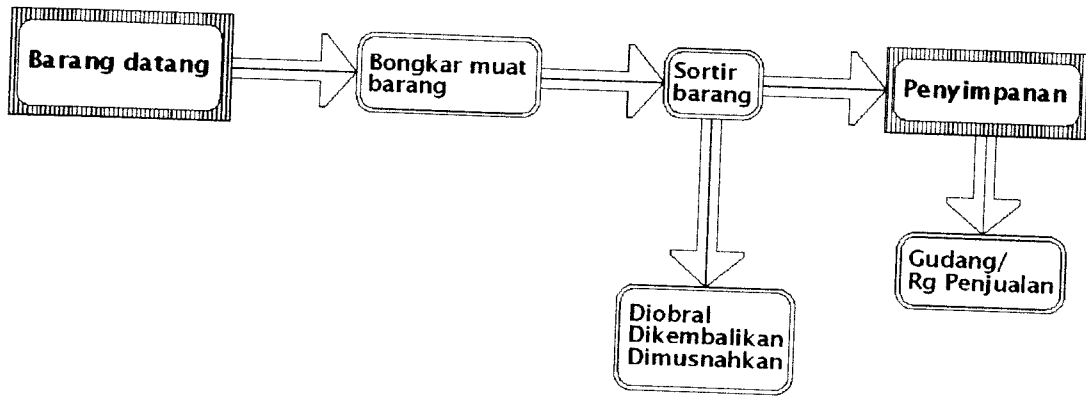 Barang datang
Bongkar muat
barang
Sortir
barang
Penyimpanan
Gudang/
Rg Penjualan
Diobral
Dikembalikan
Dimusnahkan